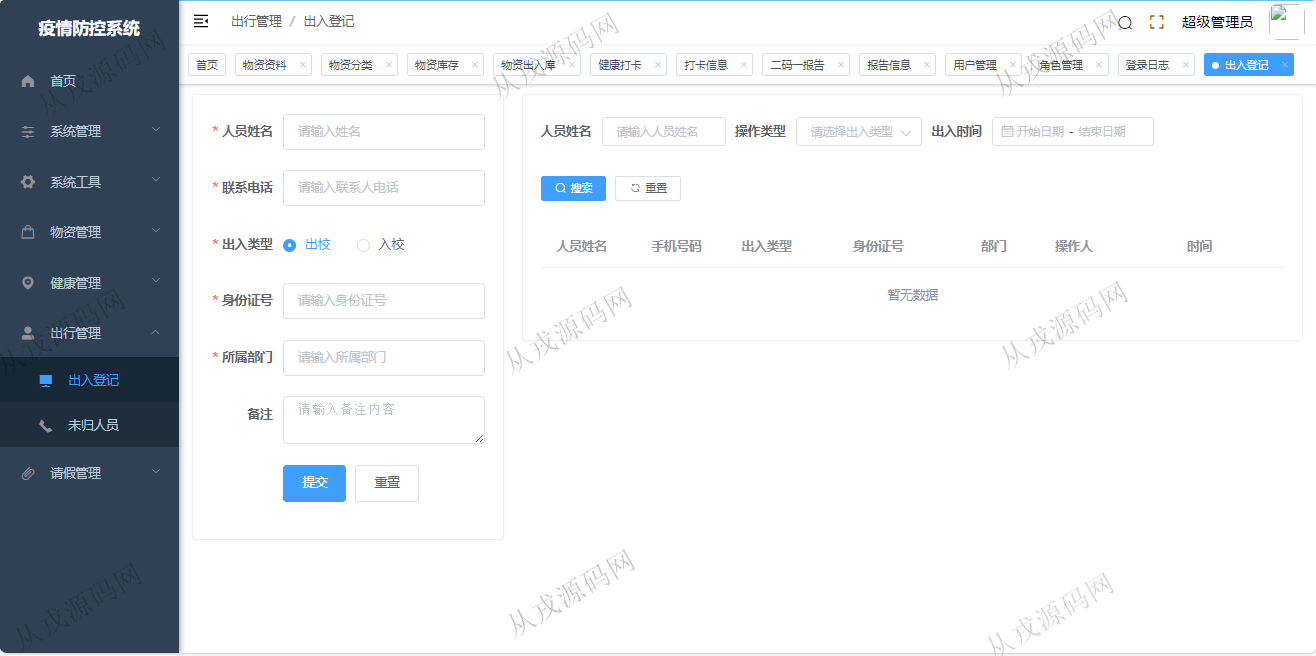 疫情防控系统
首页
系统管理
系统工具
物资管理
健康管理
出行管理
出入登记
未归人员
请假管理
出行管理 / 出入登记
超级管理员
首页 物资资料 × 物资分类 × 物资库存 × 物资出入库 × 健康打卡 × 打卡信息 × 二码一报告 × 报告信息 × 用户管理 × 角色管理 × 登录日志 × 出入登记 ×
* 人员姓名 请输入姓名
* 联系电话 请输入联系人电话
* 出入类型 出校 入校
* 身份证号 请输入身份证号
* 所属部门 请输入所属部门
备注 请输入备注内容
提交 重置
人员姓名 请输入人员姓名 操作类型 请选择出入类型 出入时间 开始日期 - 结束日期
搜索 重置
人员姓名 手机号码 出入类型 身份证号 部门 操作人 时间
暂无数据
从戎源码网
从戎源码网
从戎源码网
从戎源码网
从戎源码网
从戎源码网
从戎源码网
从戎源码网
从戎源码网